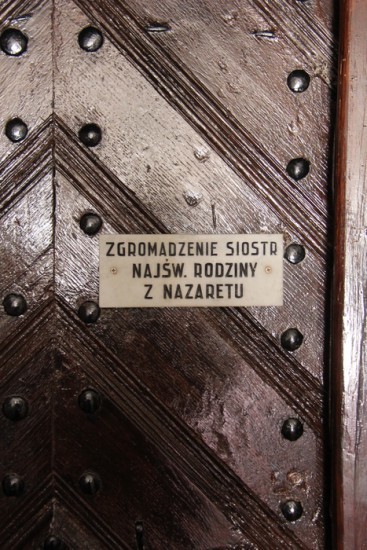 ZGROMADZENIE SIOSTR
NAJŚW. RODZINY
Z NAZARETU